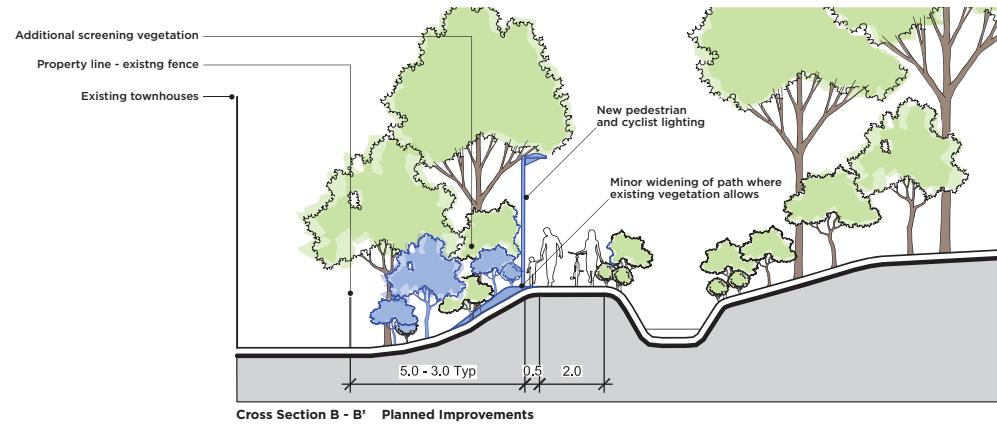 Additional screening vegetation
Property line - existng fence
Existing townhouses
New pedestrian
and cyclist lighting
Minor widening of path where
existing vegetation allows
5.0 - 3.0 Typ
0.5
2.0
Cross Section B - B’ Planned Improvements